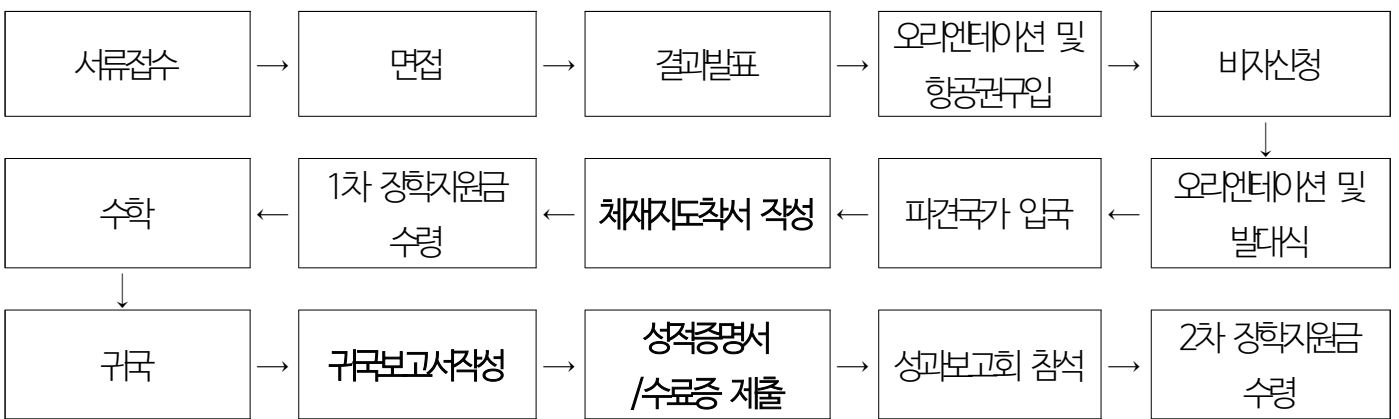 서류접수 → 면접 → 결과발표 → 오리엔테이션 및
항공권구입 → 비자신청
↓
오리엔테이션 및
발대식
← 파견국가 입국
← 체재지도착서 작성
← 1차 장학지원금
수령
← 수학
↓
귀국
→ 귀국보고서작성
→ 성적증명서
/수료증 제출
→ 성과보고회 참석
→ 2차 장학지원금
수령